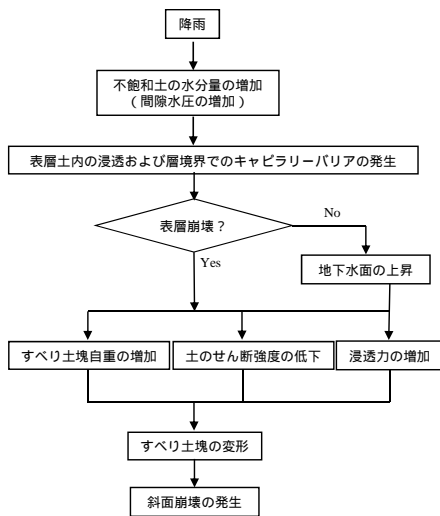 降雨
不飽和土の水分量の増加
(間隙水圧の増加)
表層土内の浸透および層境界でのキャピラリーバリアの発生
表層崩壊?
No
Yes
地下水面の上昇
すべり土塊自重の増加
土のせん断強度の低下
浸透力の増加
すべり土塊の変形
斜面崩壊の発生